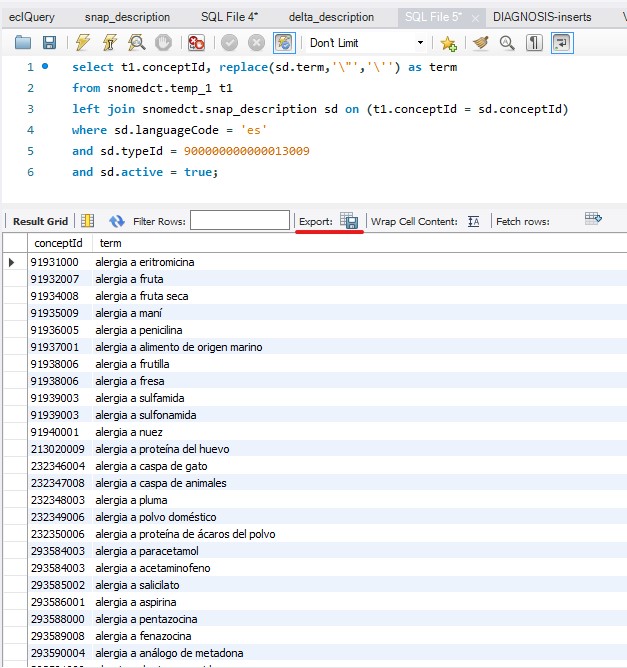 eclQuery snap_description SQL File 4* delta_description SQL File 5* DIAGNOSIS-inserts
Don't Limit
1 select t1.conceptId, replace(sd.term,'\"','\'') as term
2 from snomedct.temp_1 t1
3 left join snomedct.snap_description sd on (t1.conceptId = sd.conceptId)
4 where sd.languageCode = 'es'
5 and sd.typeId = 900000000000013009
6 and sd.active = true;
Result Grid Filter Rows: Export: Wrap Cell Content: Fetch rows:
conceptId term
91931000 alergia a eritromicina
91932007 alergia a fruta
91934008 alergia a fruta seca
91935009 alergia a maní
91936005 alergia a penicilina
91937001 alergia a alimento de origen marino
91938006 alergia a frutilla
91938006 alergia a fresa
91939003 alergia a sulfamida
91939003 alergia a sulfonamida
91940001 alergia a nuez
213020009 alergia a proteína del huevo
232346004 alergia a caspa de gato
232347008 alergia a caspa de animales
232348003 alergia a pluma
232349006 alergia a polvo doméstico
232350006 alergia a proteína de ácaros del polvo
293584003 alergia a paracetamol
293584003 alergia a acetaminofeno
293585002 alergia a salicilato
293586001 alergia a aspirina
293588000 alergia a pentazocina
293589008 alergia a fenazocina
293590004 alergia a análogo de metadona